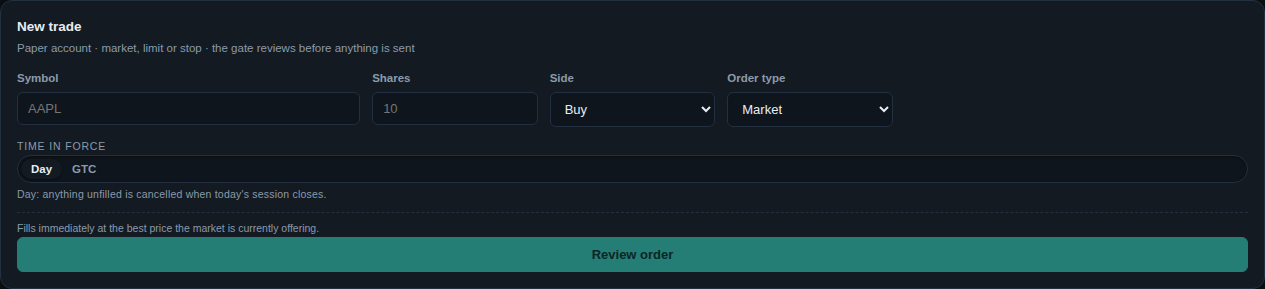 New trade
Paper account · market, limit or stop · the gate reviews before anything is sent
Symbol Shares Side Order type
AAPL 10 Buy Market
TIME IN FORCE
Day GTC
Day: anything unfilled is cancelled when today's session closes.
Fills immediately at the best price the market is currently offering.
Review order